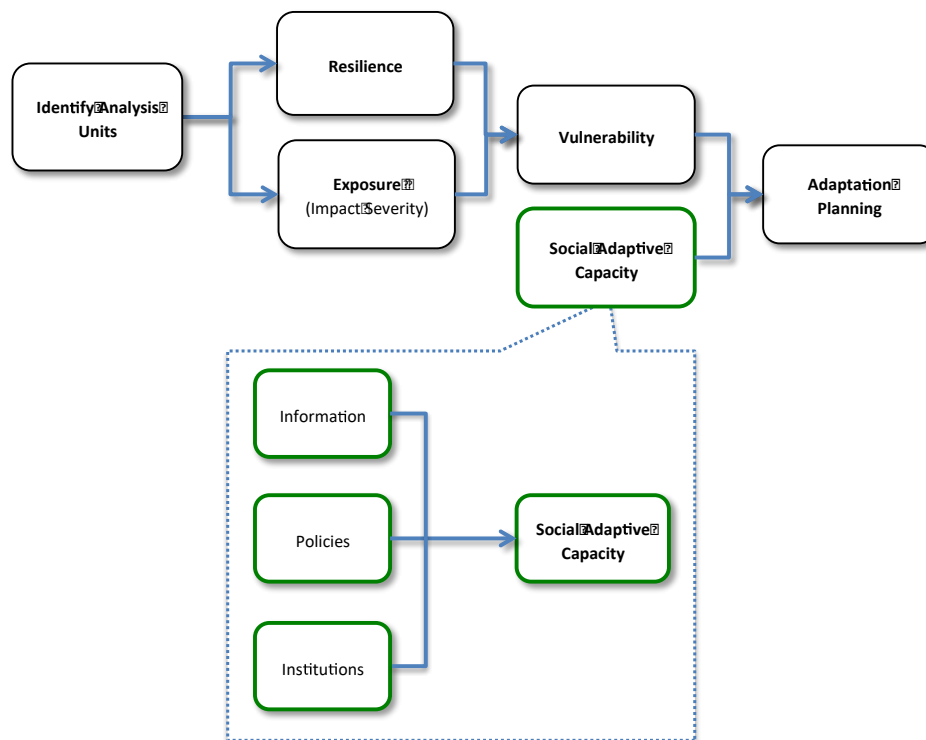 Resilience
Identify Analysis
Units
Vulnerability
Exposure
(Impact Severity)
Adaptation
Planning
Social Adaptive
Capacity
Information
Policies
Social Adaptive
Capacity
Institutions